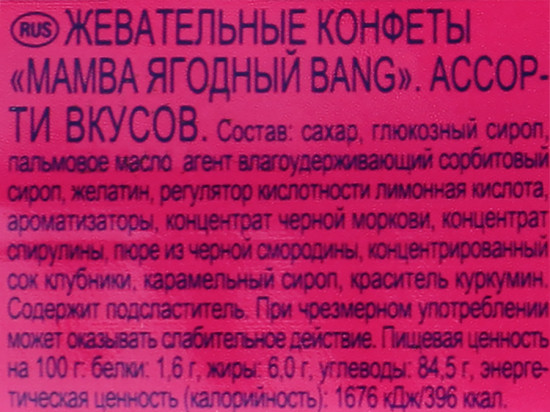 RUS ЖЕВАТЕЛЬНЫЕ КОНФЕТЫ
«MAMBA ЯГОДНЫЙ BANG». АССОР-
ТИ ВКУСОВ. Состав: сахар, глюкозный сироп,
пальмовое масло агент влагоудерживающий сорбитовый
сироп, желатин, регулятор кислотности лимонная кислота,
ароматизаторы, концентрат черной моркови, концентрат
спирулины, пюре из черной смородины, концентрированный
сок клубники, карамельный сироп, краситель куркумин.
Содержит подсластитель. При чрезмерном употреблении
может оказывать слабительное действие. Пищевая ценность
на 100 г: белки: 1,6 г, жиры: 6,0 г, углеводы: 84,5 г, энерге-
тическая ценность (калорийность): 1676 кДж/396 ккал.